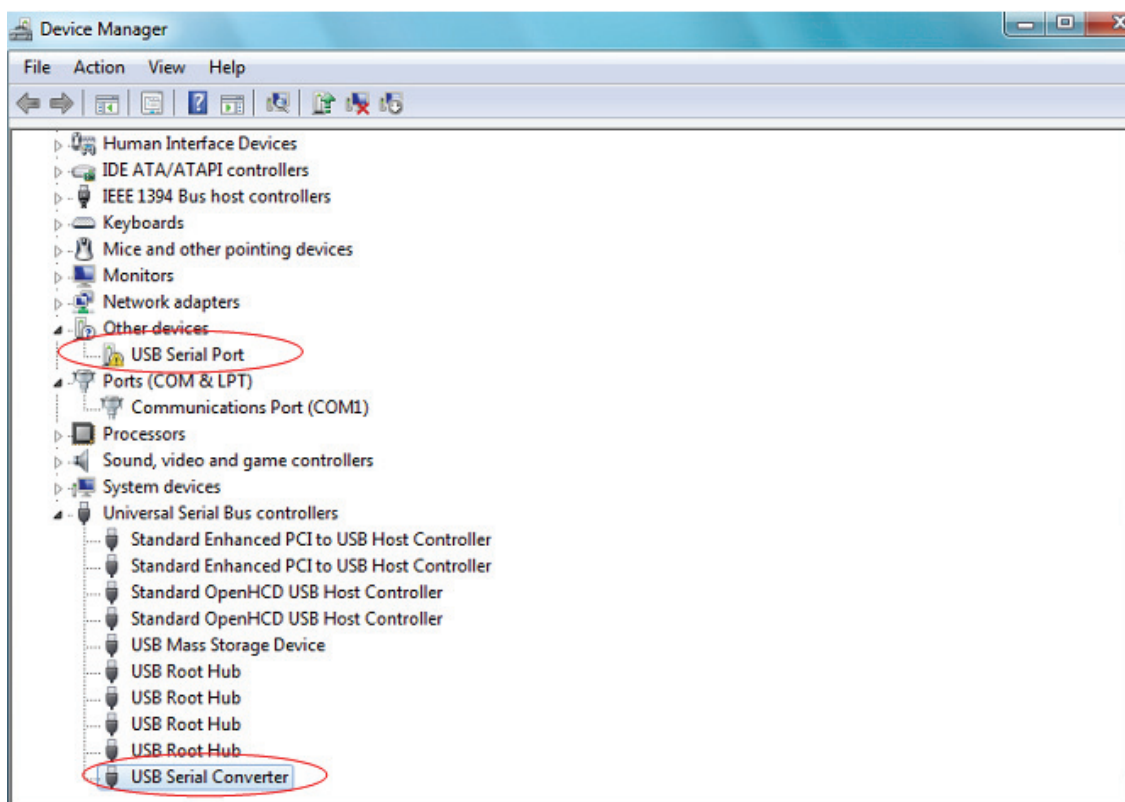 Device Manager
File Action View Help
Human Interface Devices
IDE ATA/ATAPI controllers
IEEE 1394 Bus host controllers
Keyboards
Mice and other pointing devices
Monitors
Network adapters
Other devices
USB Serial Port
Ports (COM & LPT)
Communications Port (COM1)
Processors
Sound, video and game controllers
System devices
Universal Serial Bus controllers
Standard Enhanced PCI to USB Host Controller
Standard Enhanced PCI to USB Host Controller
Standard OpenHCD USB Host Controller
Standard OpenHCD USB Host Controller
USB Mass Storage Device
USB Root Hub
USB Root Hub
USB Root Hub
USB Root Hub
USB Serial Converter